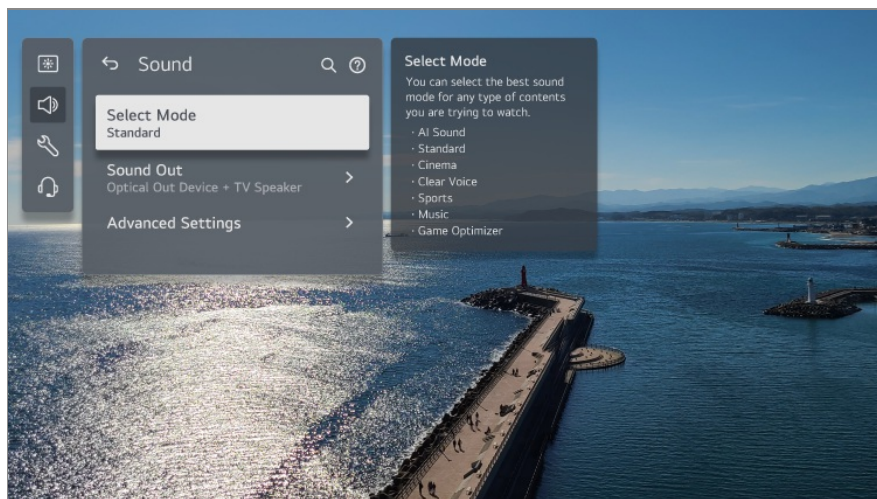 Sound
Select Mode
Standard
Sound Out
Optical Out Device + TV Speaker
Advanced Settings
Select Mode
You can select the best sound
mode for any type of contents
you are trying to watch.
· AI Sound
· Standard
· Cinema
· Clear Voice
· Sports
· Music
· Game Optimizer